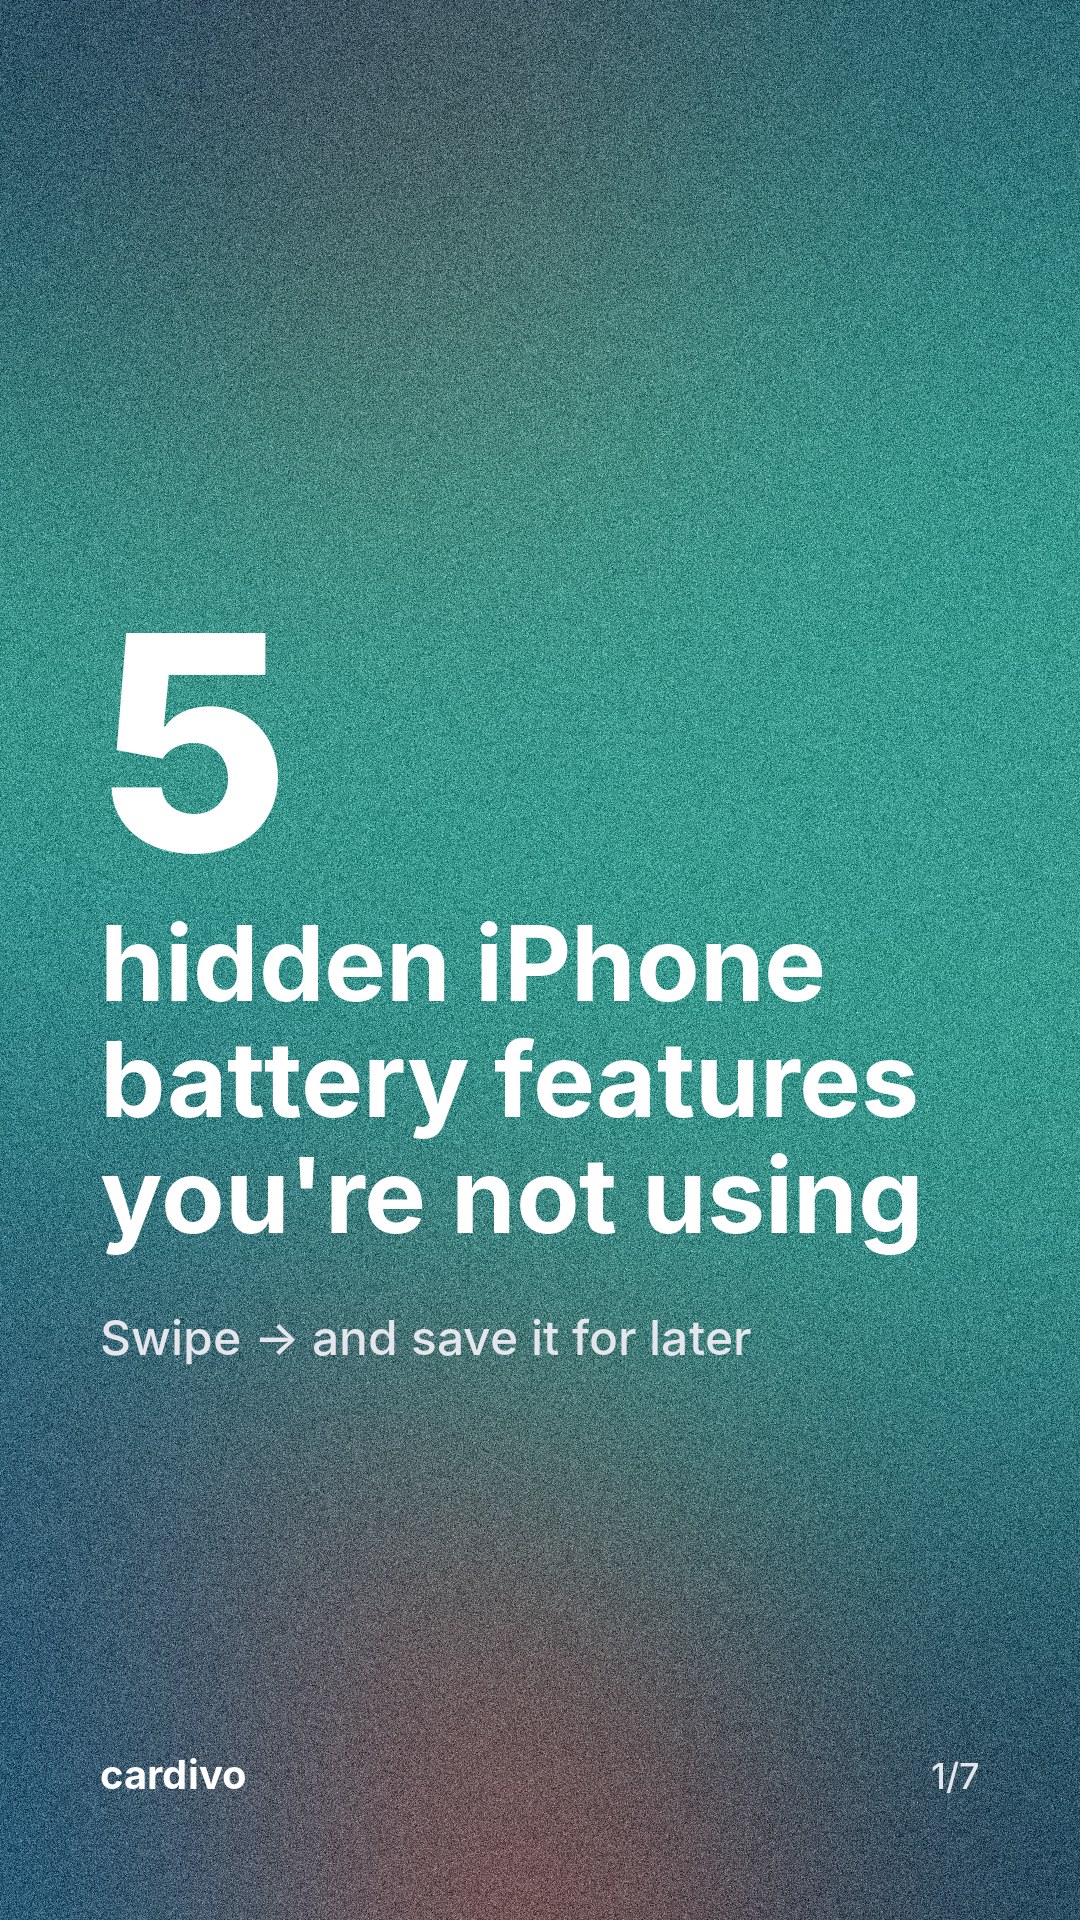 5
hidden iPhone
battery features
you're not using
Swipe → and save it for later
cardivo
1/7